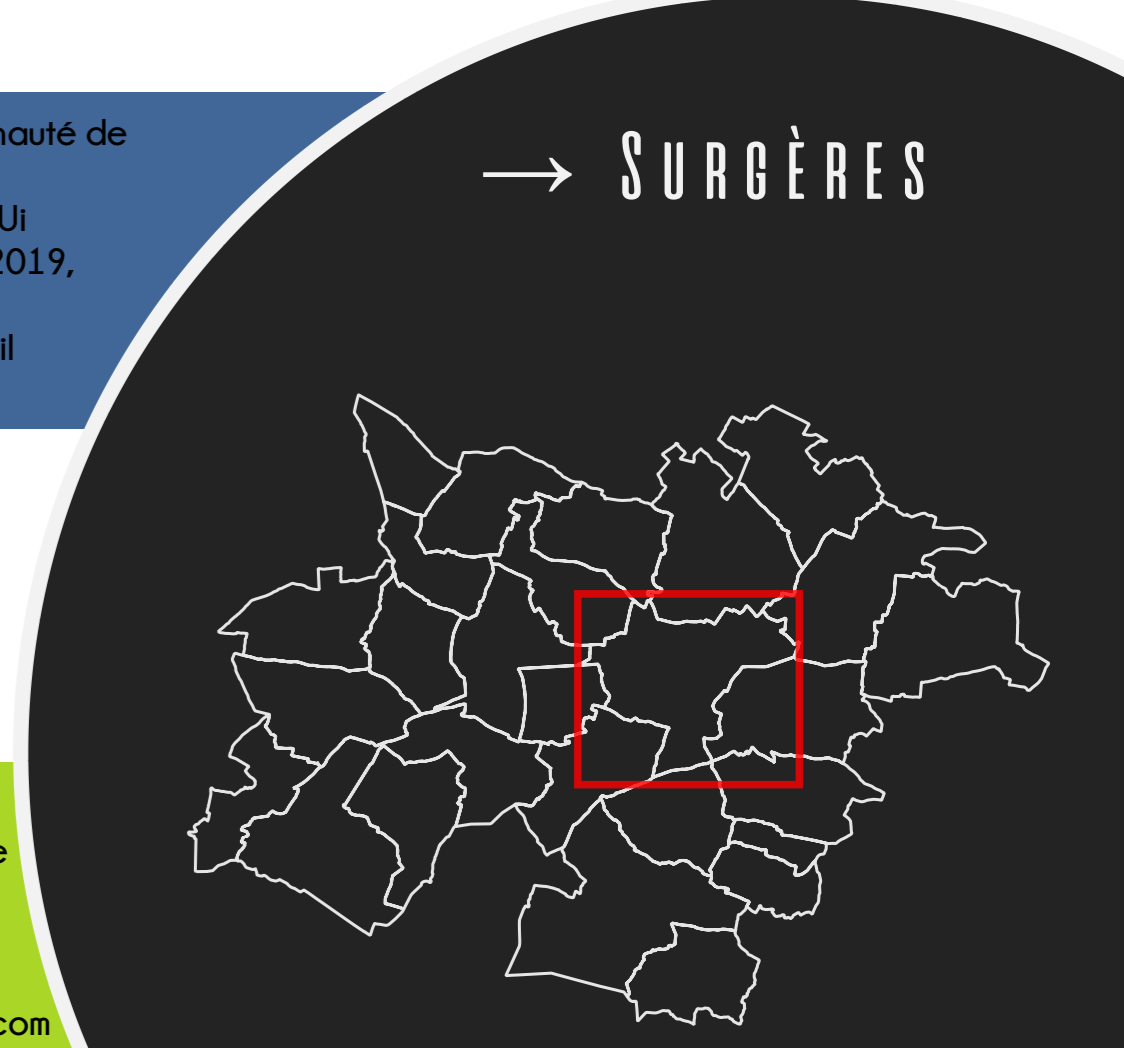 nauté de
→ SURGÈRES
Ui
2019,
il
e
com